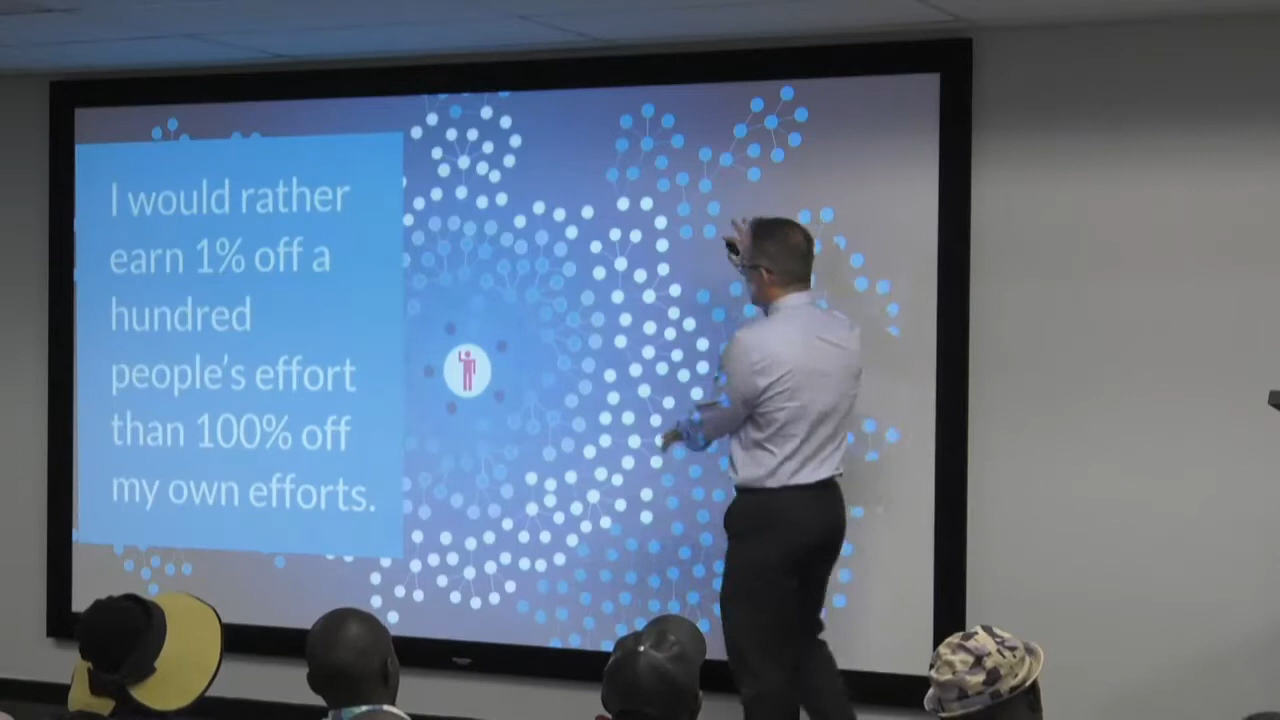 I would rather
earn 1% off a
hundred
people's effort
than 100% off
my own efforts.